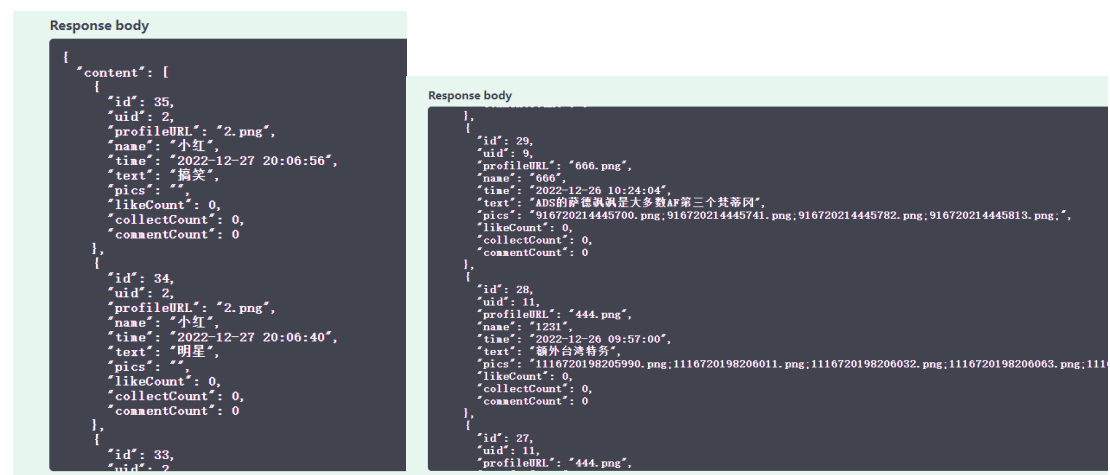 Response body
{
"content": [
{
"id": 35,
"uid": 2,
"profileURL": "2.png",
"name": "小红",
"time": "2022-12-27 20:06:56",
"text": "搞笑",
"pics": "",
"likeCount": 0,
"collectCount": 0,
"commentCount": 0
},
{
"id": 34,
"uid": 2,
"profileURL": "2.png",
"name": "小红",
"time": "2022-12-27 20:06:40",
"text": "明星",
"pics": "",
"likeCount": 0,
"collectCount": 0,
"commentCount": 0
},
{
"id": 33,
"uid": 2
Response body
},
{
"id": 29,
"uid": 9,
"profileURL": "666.png",
"name": "666",
"time": "2022-12-26 10:24:04",
"text": "ADS的萨德飒飒是大多数AF第三个梵蒂冈",
"pics": "916720214445700.png;916720214445741.png;916720214445782.png;916720214445813.png;",
"likeCount": 0,
"collectCount": 0,
"commentCount": 0
},
{
"id": 28,
"uid": 11,
"profileURL": "444.png",
"name": "1231",
"time": "2022-12-26 09:57:00",
"text": "额外台湾特务",
"pics": "1116720198205990.png;1116720198206011.png;1116720198206032.png;1116720198206063.png;111
"likeCount": 0,
"collectCount": 0,
"commentCount": 0
},
{
"id": 27,
"uid": 11,
"profileURL": "444.png",